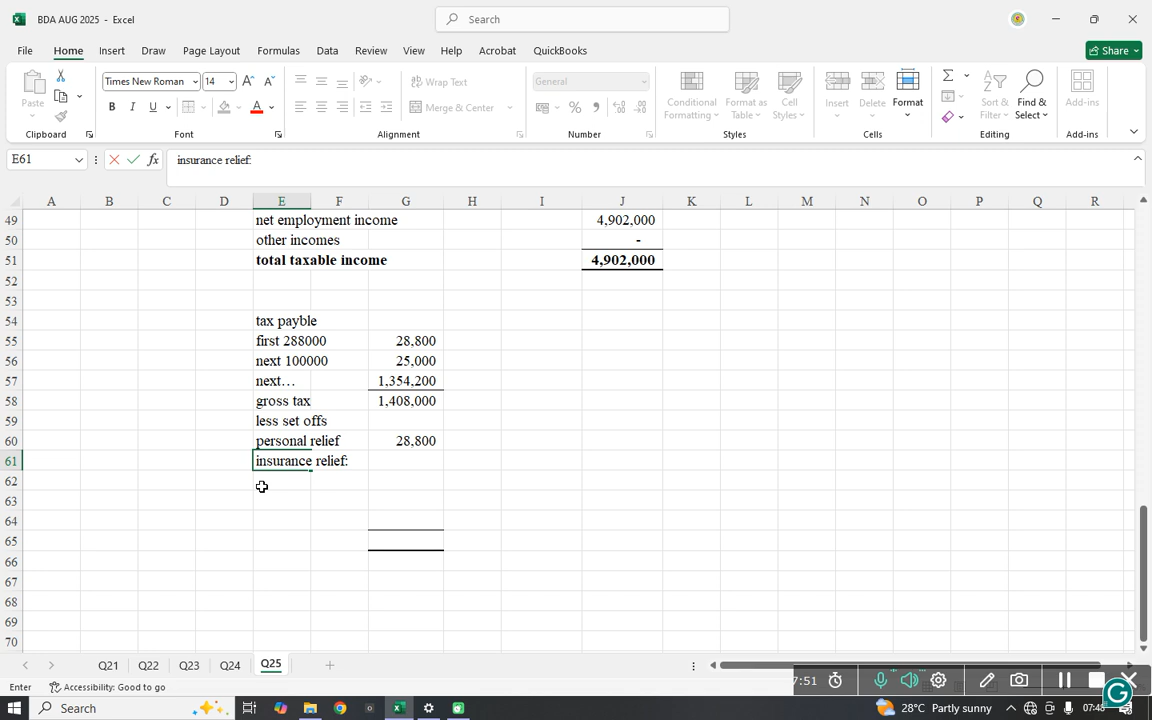 BDA AUG 2025 - Excel
Search
File Home Insert Draw Page Layout Formulas Data Review View Help Acrobat QuickBooks Share
Paste
Times New Roman 14
B I U A
Wrap Text
Merge & Center
General
% ,
Conditional Formatting
Format as Table
Cell Styles
Insert
Delete
Format
Sort & Filter
Find & Select
Add-ins
Clipboard Font Alignment Number Styles Cells Editing Add-ins
E61 fx insurance relief:
A B C D E F G H I J K L M N O P Q R
49 net employment income 4,902,000
50 other incomes -
51 total taxable income 4,902,000
52
53
54 tax payble
55 first 288000 28,800
56 next 100000 25,000
57 next… 1,354,200
58 gross tax 1,408,000
59 less set offs
60 personal relief 28,800
61 insurance relief:
62
63
64
65
66
67
68
69
70
Q21 Q22 Q23 Q24 Q25
Enter Accessibility: Good to go
7:51
Search
28°C Partly sunny
07:48